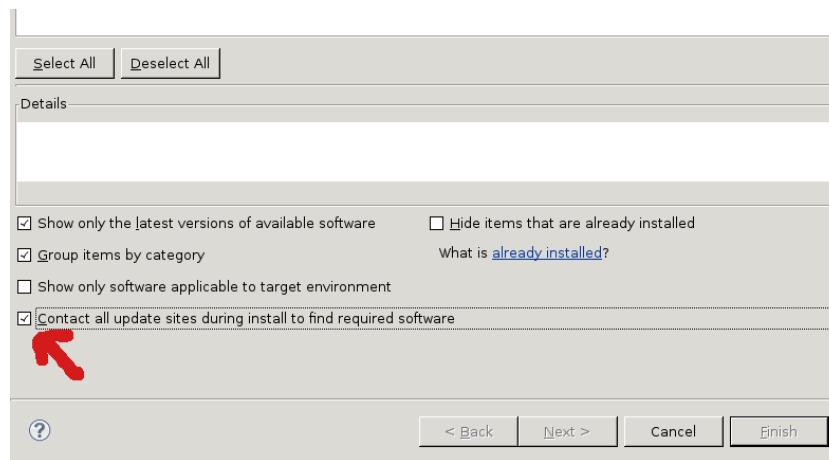 Select All Deselect All
Details
Show only the latest versions of available software Hide items that are already installed
Group items by category What is already installed?
Show only software applicable to target environment
Contact all update sites during install to find required software
? < Back Next > Cancel Finish